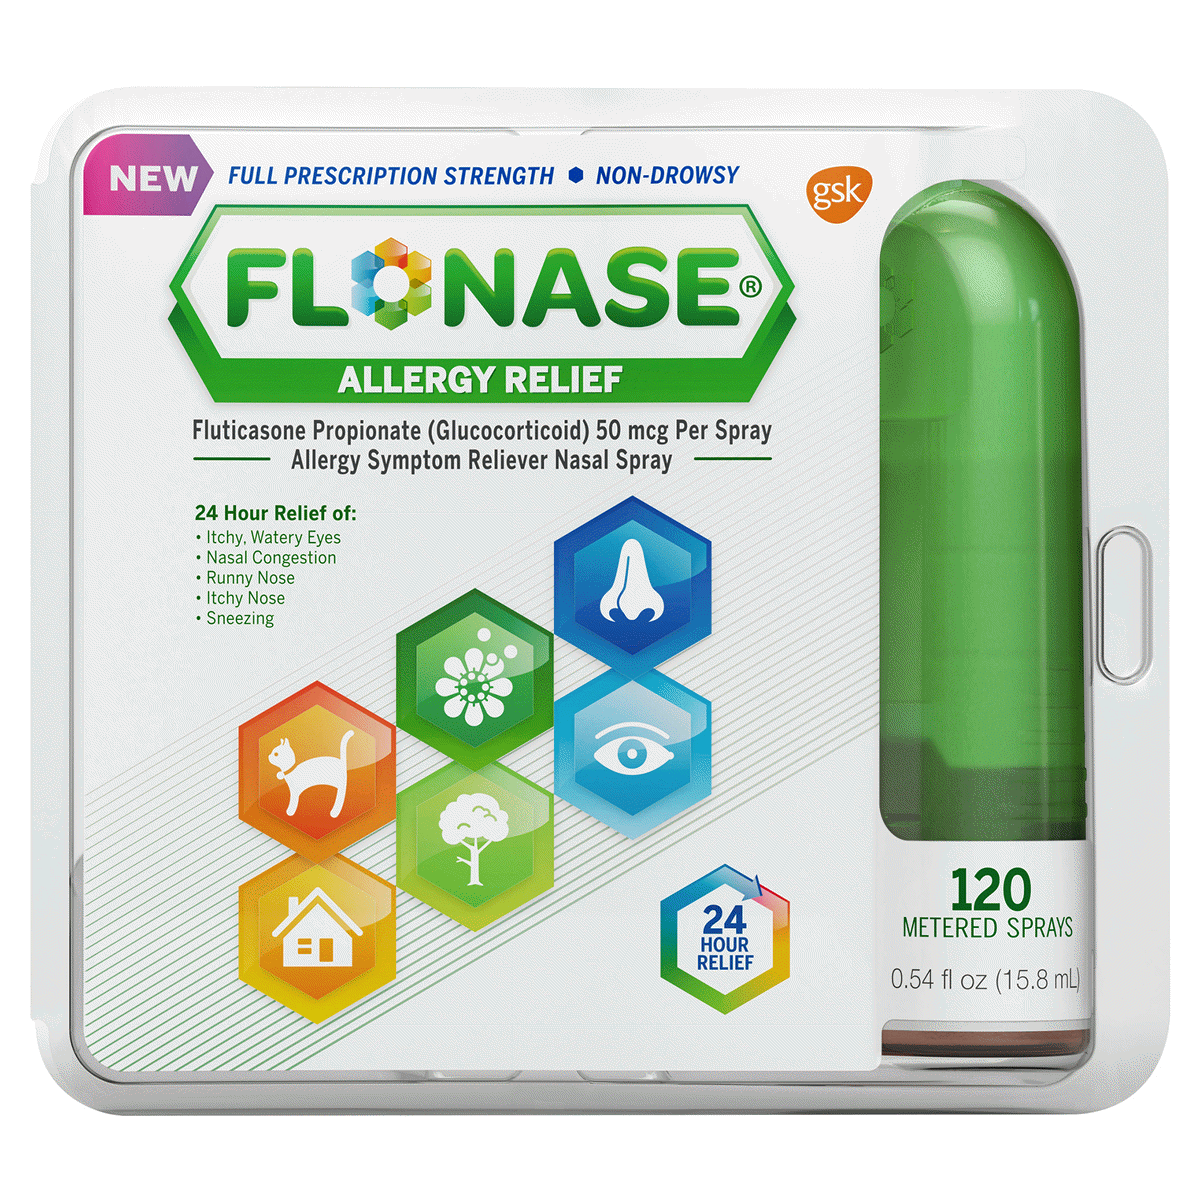 NEW
FULL PRESCRIPTION STRENGTH • NON-DROWSY
gsk
FLONASE®
ALLERGY RELIEF
Fluticasone Propionate (Glucocorticoid) 50 mcg Per Spray
Allergy Symptom Reliever Nasal Spray
24 Hour Relief of:
• Itchy, Watery Eyes
• Nasal Congestion
• Runny Nose
• Itchy Nose
• Sneezing
24
HOUR
RELIEF
120
METERED SPRAYS
0.54 fl oz (15.8 mL)